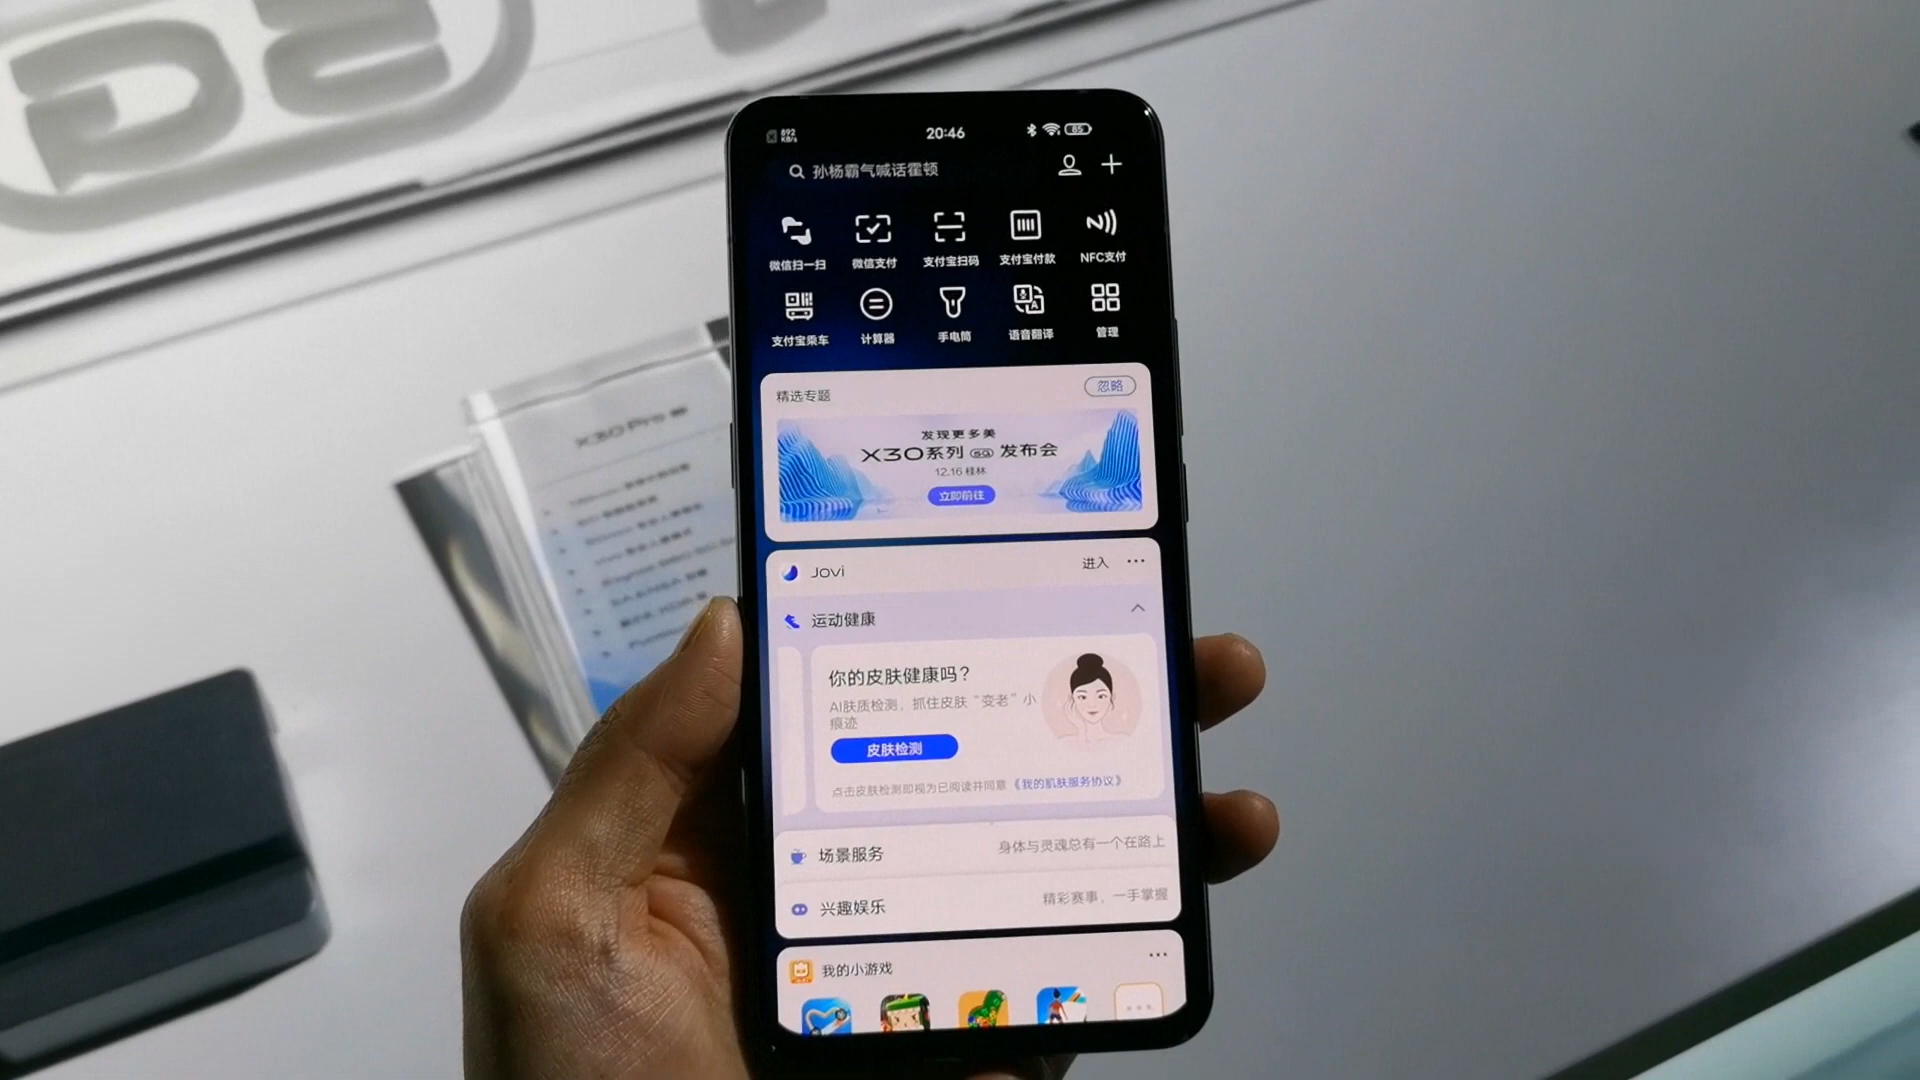 892
KB/s
20:46
85
孙杨霸气喊话霍顿
微信扫一扫
微信支付
支付宝扫码
支付宝付款
NFC支付
支付宝乘车
计算器
手电筒
语音翻译
管理
精选专题
忽略
发现更多美
X30系列 5G 发布会
12.16 桂林
立即前往
Jovi
进入
运动健康
你的皮肤健康吗？
AI肤质检测，抓住皮肤“变老”小
痕迹
皮肤检测
点击皮肤检测即视为已阅读并同意《我的肌肤服务协议》
场景服务
身体与灵魂总有一个在路上
兴趣娱乐
精彩赛事，一手掌握
我的小游戏
X30 Pro